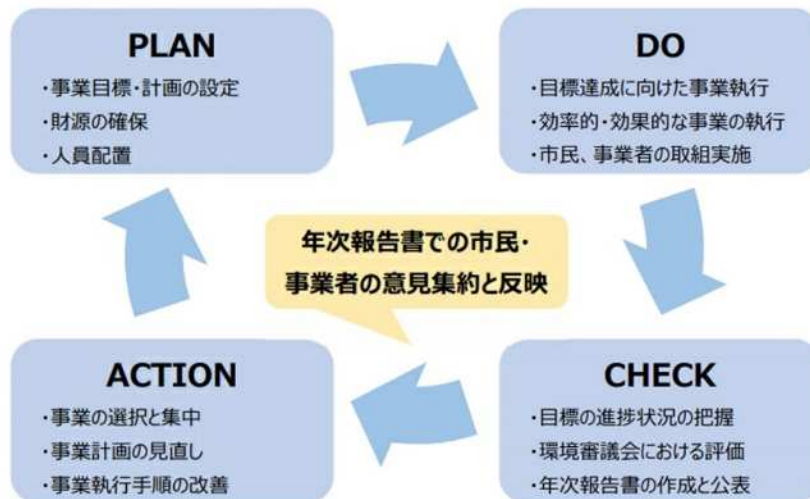 PLAN
・事業目標・計画の設定
・財源の確保
・人員配置
DO
・目標達成に向けた事業執行
・効率的・効果的な事業の執行
・市民、事業者の取組実施
年次報告書での市民・
事業者の意見集約と反映
ACTION
・事業の選択と集中
・事業計画の見直し
・事業執行手順の改善
CHECK
・目標の進捗状況の把握
・環境審議会における評価
・年次報告書の作成と公表